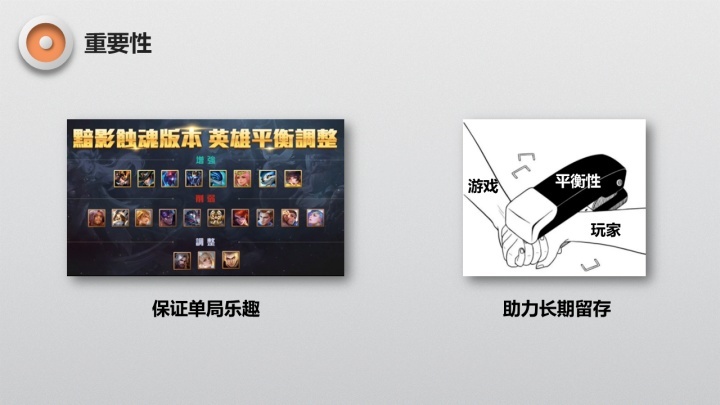 重要性
黯影蝕魂版本 英雄平衡調整
增 強
削 弱
調 整
游戏
平衡性
玩家
保证单局乐趣
助力长期留存